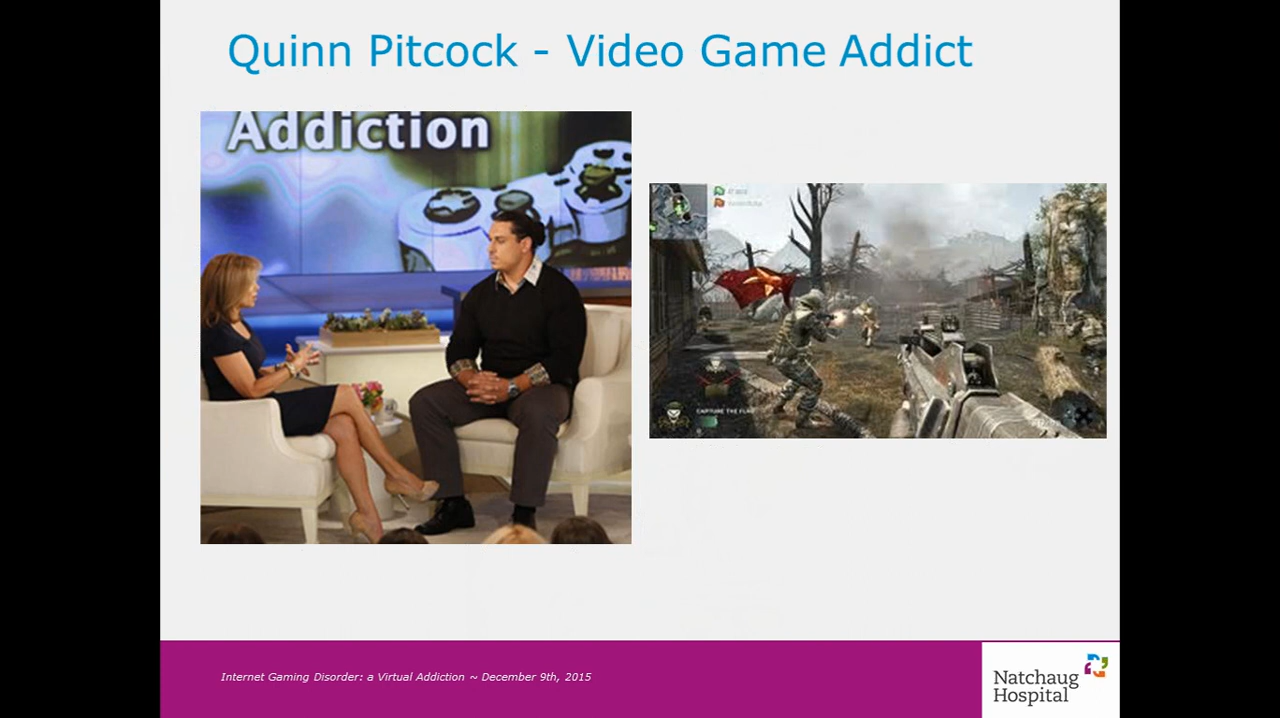 Quinn Pitcock - Video Game Addict
Addiction
CAPTURE THE FLAG
Internet Gaming Disorder: a Virtual Addiction ~ December 9th, 2015
Natchaug
Hospital